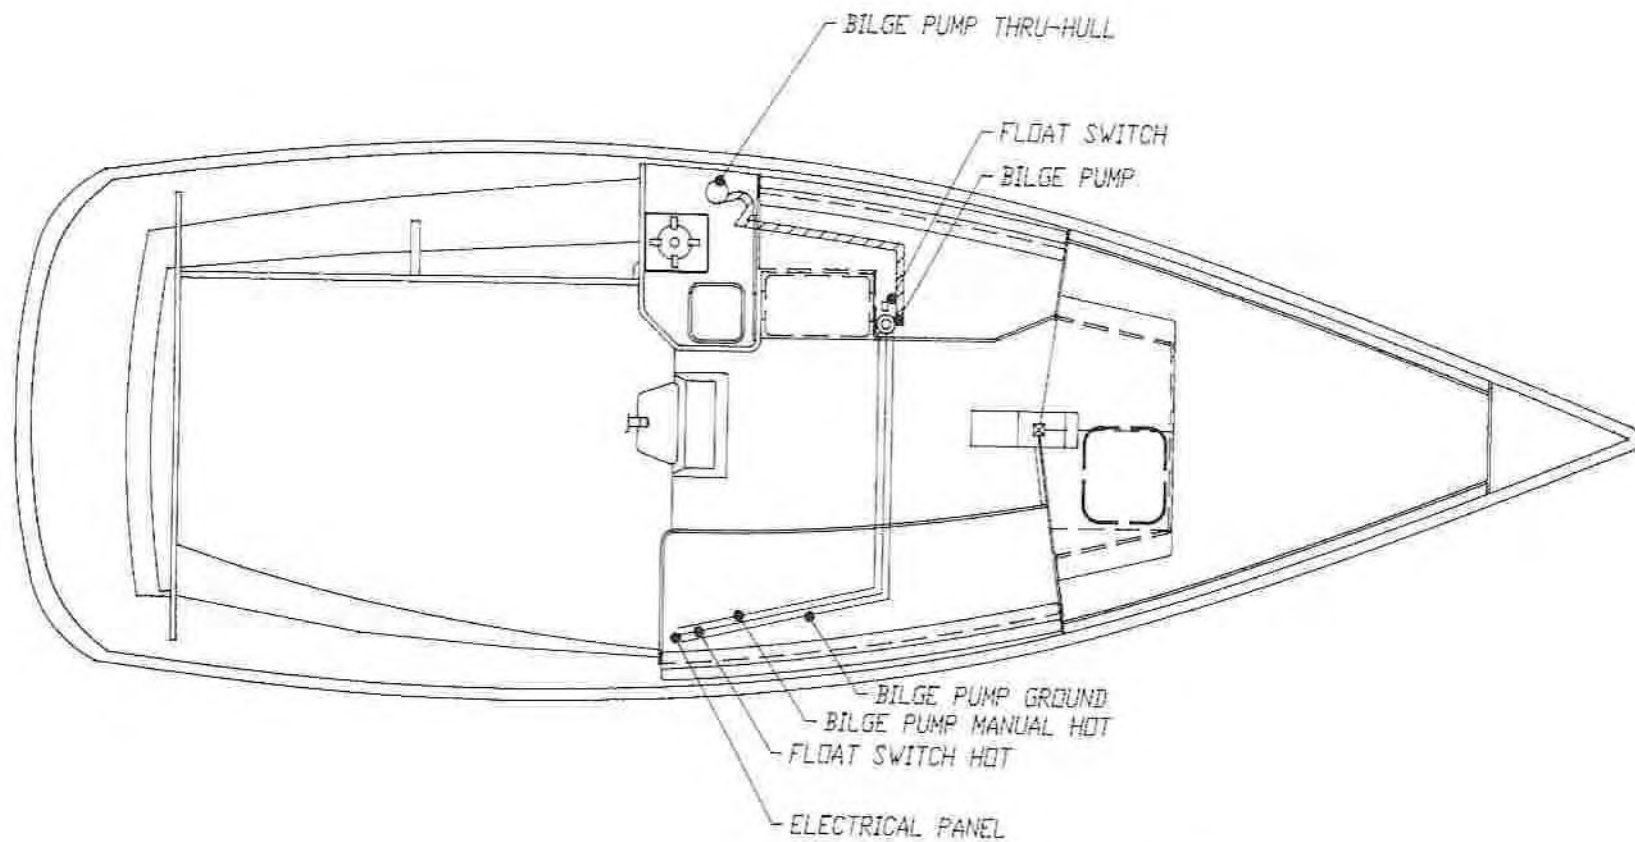 BILGE PUMP THRU-HULL
FLOAT SWITCH
BILGE PUMP
BILGE PUMP GROUND
BILGE PUMP MANUAL HOT
FLOAT SWITCH HOT
ELECTRICAL PANEL